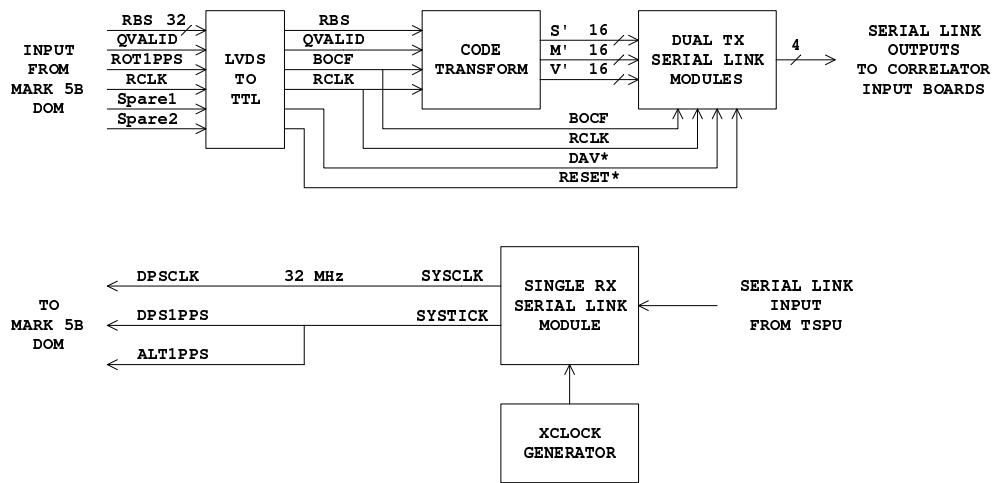 RBS 32
QVALID
ROT1PPS
RCLK
Spare1
Spare2
INPUT
FROM
MARK 5B
DOM
LVDS
TO
TTL
RBS
QVALID
BOCF
RCLK
CODE
TRANSFORM
S' 16
M' 16
V' 16
DUAL TX
SERIAL LINK
MODULES
4
SERIAL LINK
OUTPUTS
TO CORRELATOR
INPUT BOARDS
BOCF
RCLK
DAV*
RESET*
TO
MARK 5B
DOM
DPSCLK
32 MHz
SYSCLK
DPS1PPS
SYSTICK
ALT1PPS
SINGLE RX
SERIAL LINK
MODULE
SERIAL LINK
INPUT
FROM TSPU
XCLOCK
GENERATOR